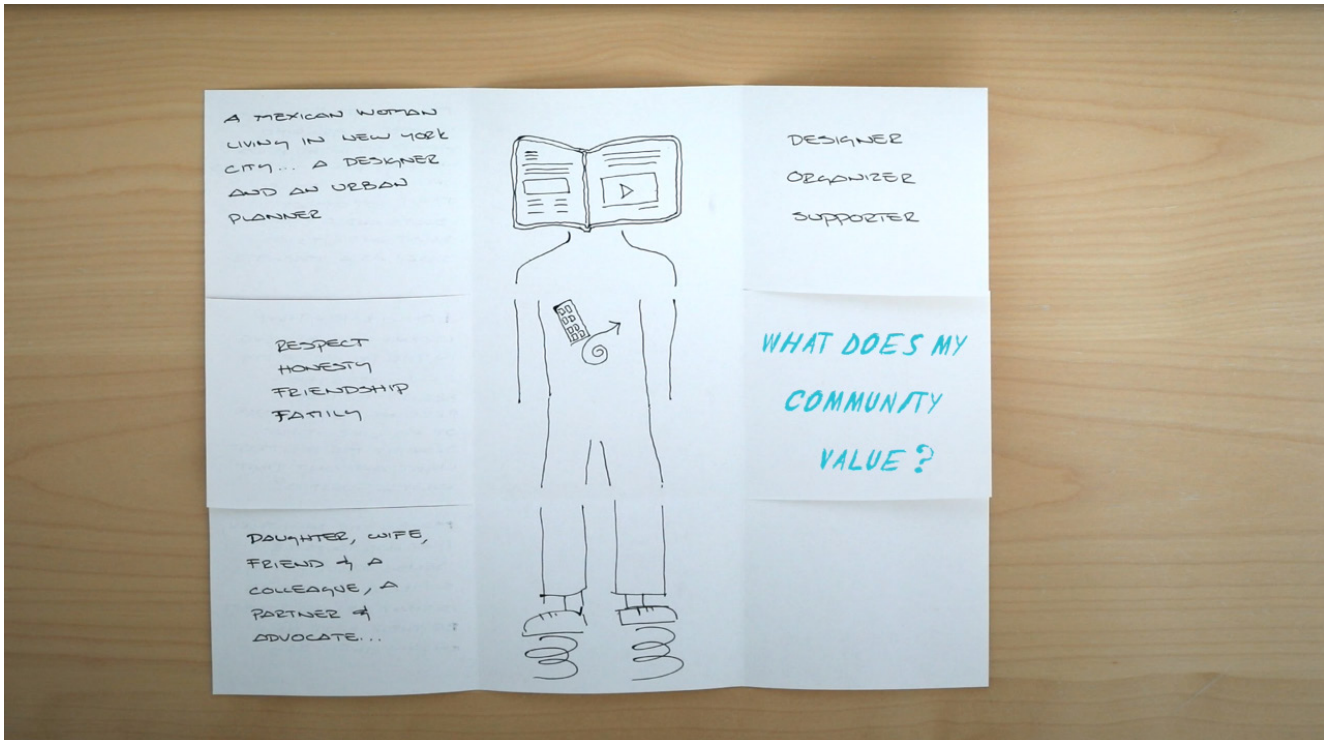 A MEXICAN WOMAN
LIVING IN NEW YORK
CITY... A DESIGNER
AND AN URBAN
PLANNER
DESIGNER
ORGANIZER
SUPPORTER
RESPECT
HONESTY
FRIENDSHIP
FAMILY
WHAT DOES MY
COMMUNITY
VALUE?
DAUGHTER, WIFE,
FRIEND & A
COLLEAGUE, A
PARTNER &
ADVOCATE...